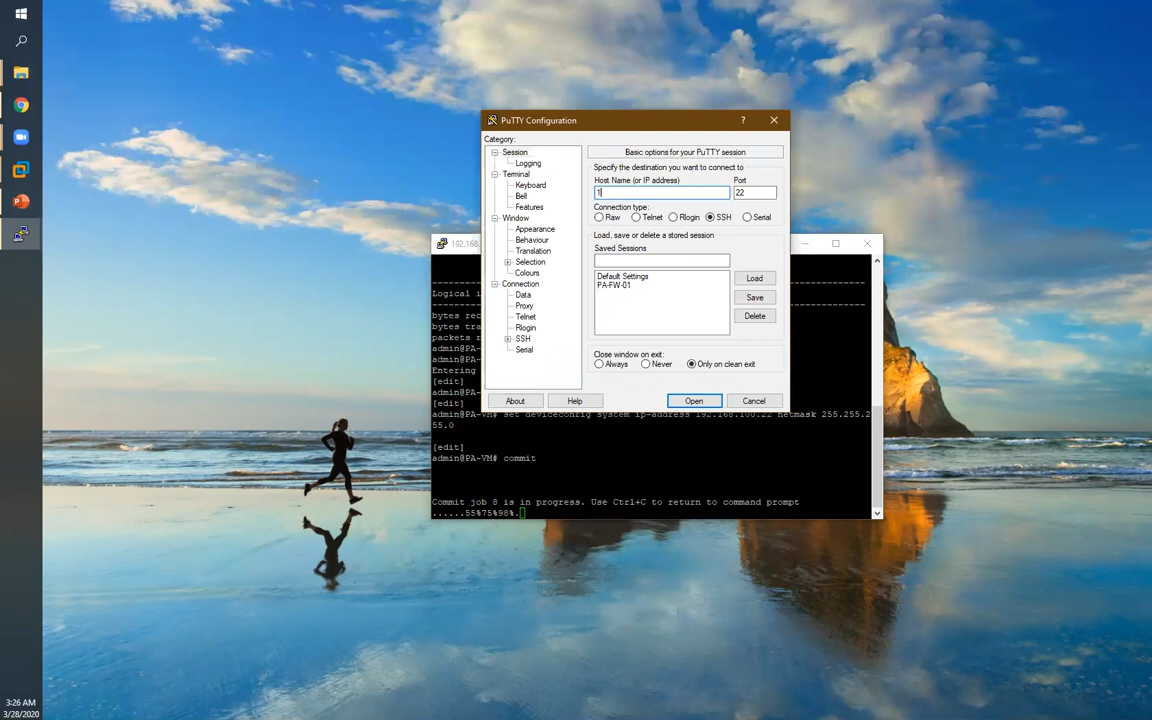 PuTTY Configuration
?
Category:
Session
Logging
Terminal
Keyboard
Bell
Features
Window
Appearance
Behaviour
Translation
Selection
Colours
Connection
Data
Proxy
Telnet
Rlogin
SSH
Serial
Basic options for your PuTTY session
Specify the destination you want to connect to
Host Name (or IP address) Port
1 22
Connection type:
Raw Telnet Rlogin SSH Serial
Load, save or delete a stored session
Saved Sessions
Default Settings
PA-FW-01
Load
Save
Delete
Close window on exit:
Always Never Only on clean exit
About Help Open Cancel
192.168.
Logical i
bytes rec
bytes tra
packets r
admin@PA-
admin@PA-
Entering
[edit]
admin@PA-
[edit]
admin@PA-VM# set deviceconfig system ip-address 192.168.100.22 netmask 255.255.2
55.0
[edit]
admin@PA-VM# commit
Commit job 8 is in progress. Use Ctrl+C to return to command prompt
......55%75%98%.
3:26 AM
3/28/2020